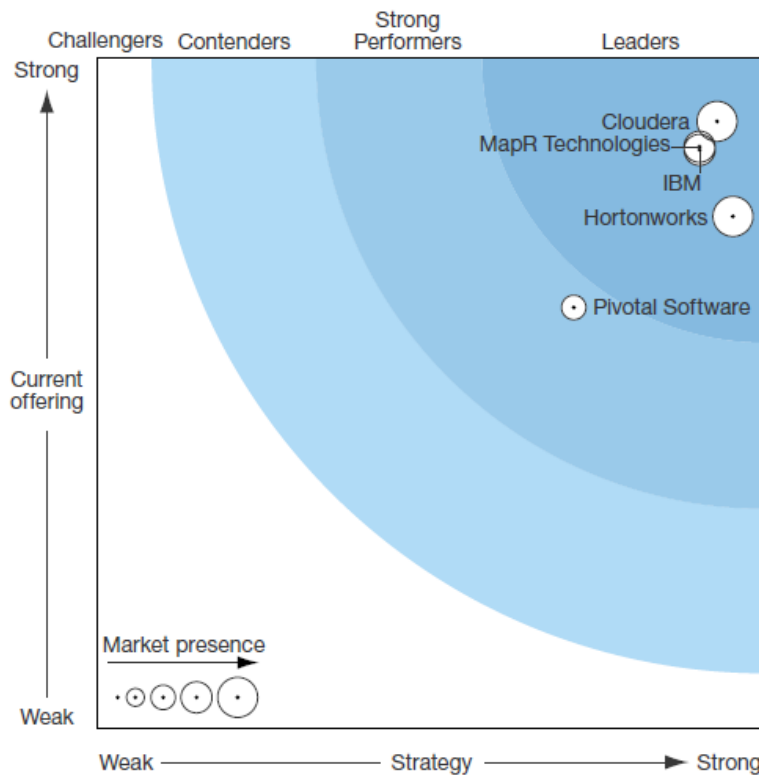 Challengers
Contenders
Strong
Performers
Leaders
Strong
Cloudera
MapR Technologies
IBM
Hortonworks
Pivotal Software
Current
offering
Market presence
Weak
Weak
Strategy
Strong